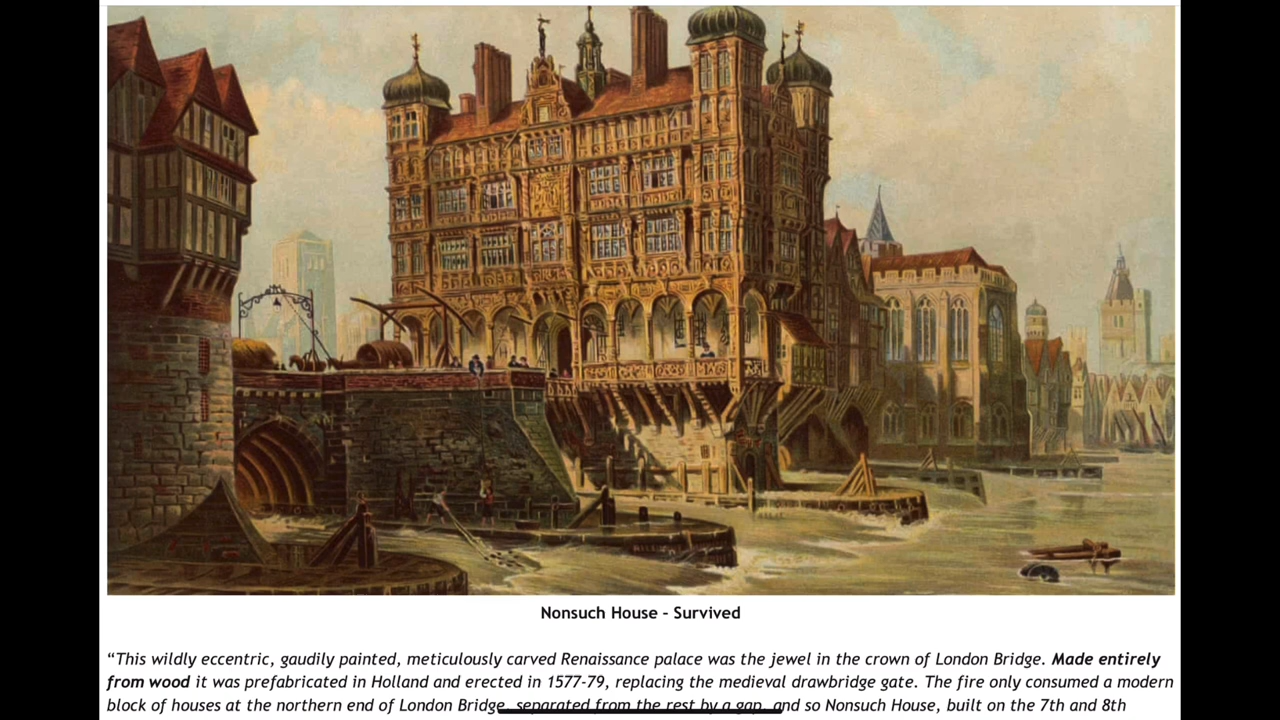 Nonsuch House - Survived
“This wildly eccentric, gaudily painted, meticulously carved Renaissance palace was the jewel in the crown of London Bridge. Made entirely
from wood it was prefabricated in Holland and erected in 1577-79, replacing the medieval drawbridge gate. The fire only consumed a modern
block of houses at the northern end of London Bridge, separated from the rest by a gap, and so Nonsuch House, built on the 7th and 8th